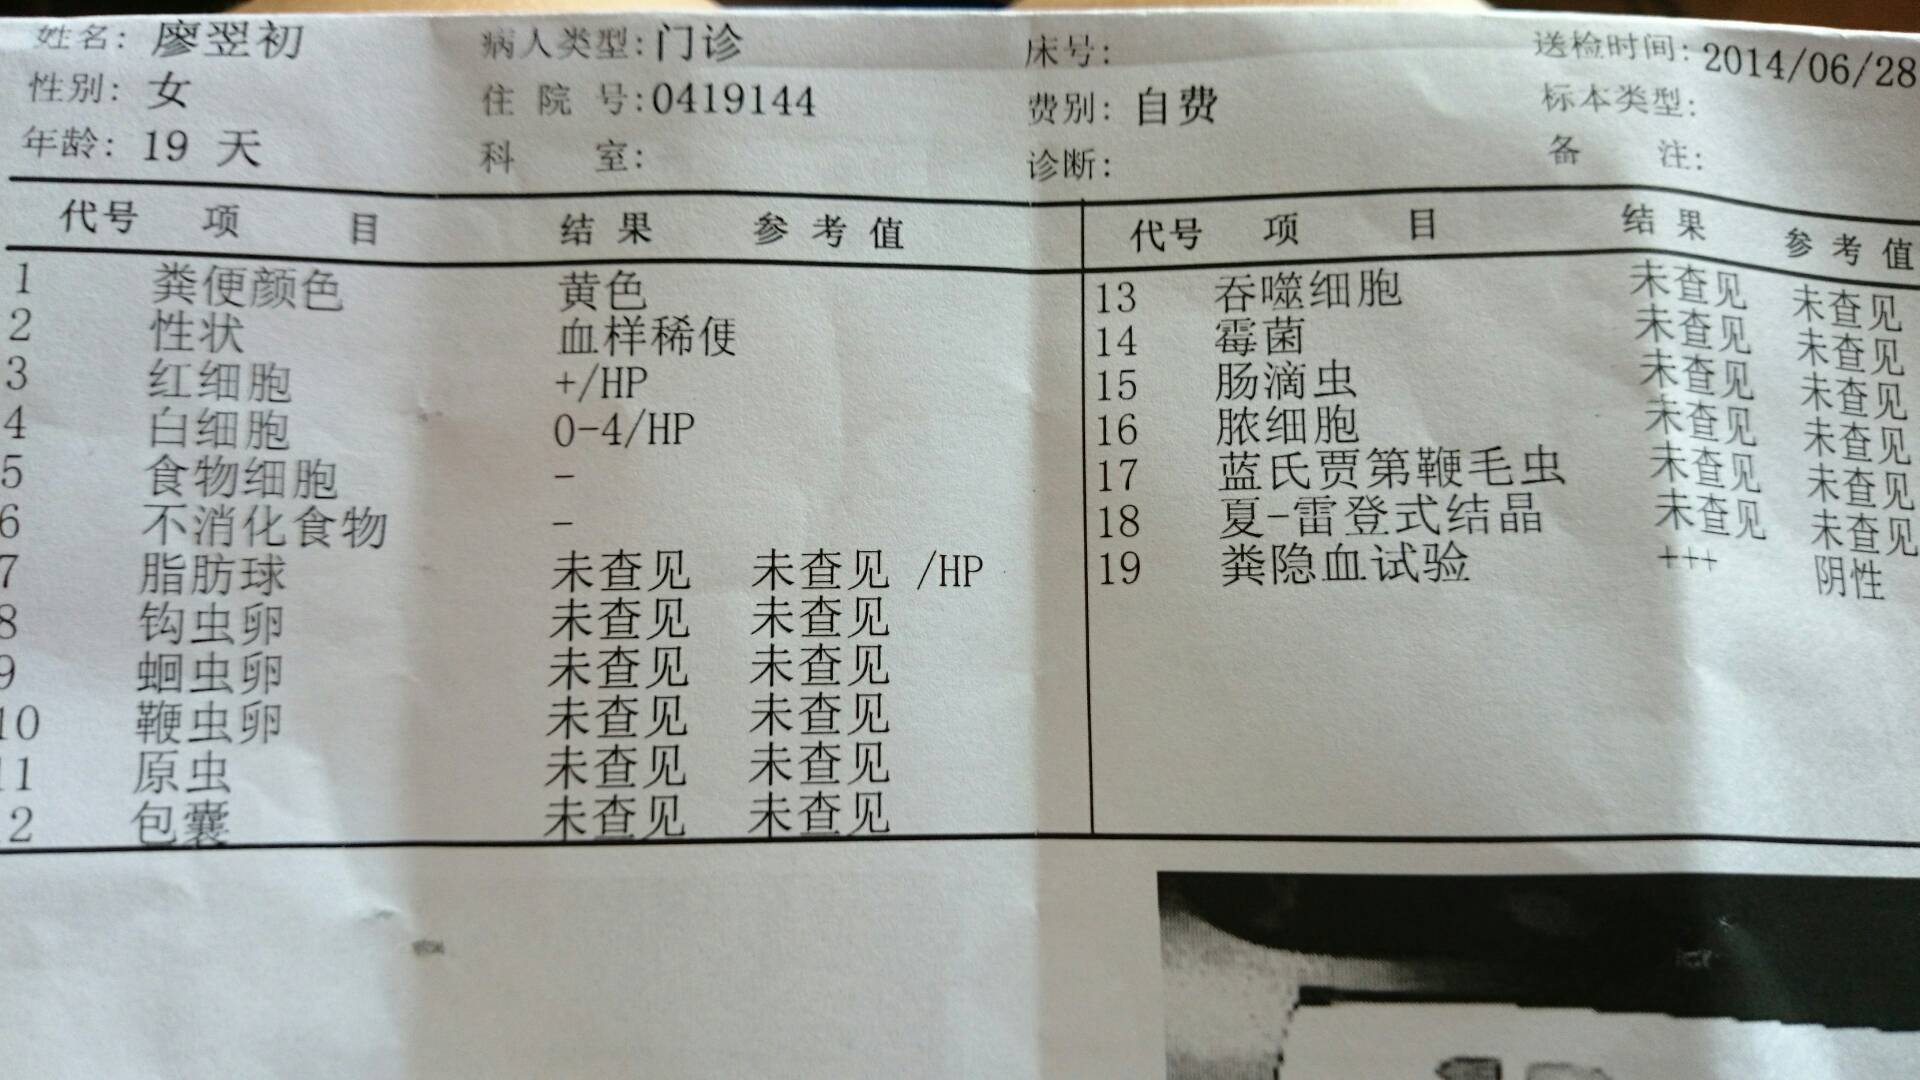 姓名: 廖翌初 病人类型:门诊 床号: 送检时间:2014/06/28
性别: 女 住 院 号:0419144 费别: 自费 标本类型:
年龄: 19 天 科 室: 诊断: 备 注:
代号 项 目 结 果 参 考 值
1 粪便颜色 黄色
2 性状 血样稀便
3 红细胞 +/HP
4 白细胞 0-4/HP
5 食物细胞 -
6 不消化食物 -
7 脂肪球 未查见 未查见 /HP
8 钩虫卵 未查见 未查见
9 蛔虫卵 未查见 未查见
10 鞭虫卵 未查见 未查见
11 原虫 未查见 未查见
2 包囊 未查见 未查见
代号 项 目 结 果 参 考 值
13 吞噬细胞 未查见 未查见
14 霉菌 未查见 未查见
15 肠滴虫 未查见 未查见
16 脓细胞 未查见 未查见
17 蓝氏贾第鞭毛虫 未查见 未查见
18 夏-雷登式结晶 未查见 未查见
19 粪隐血试验 +++ 阴性